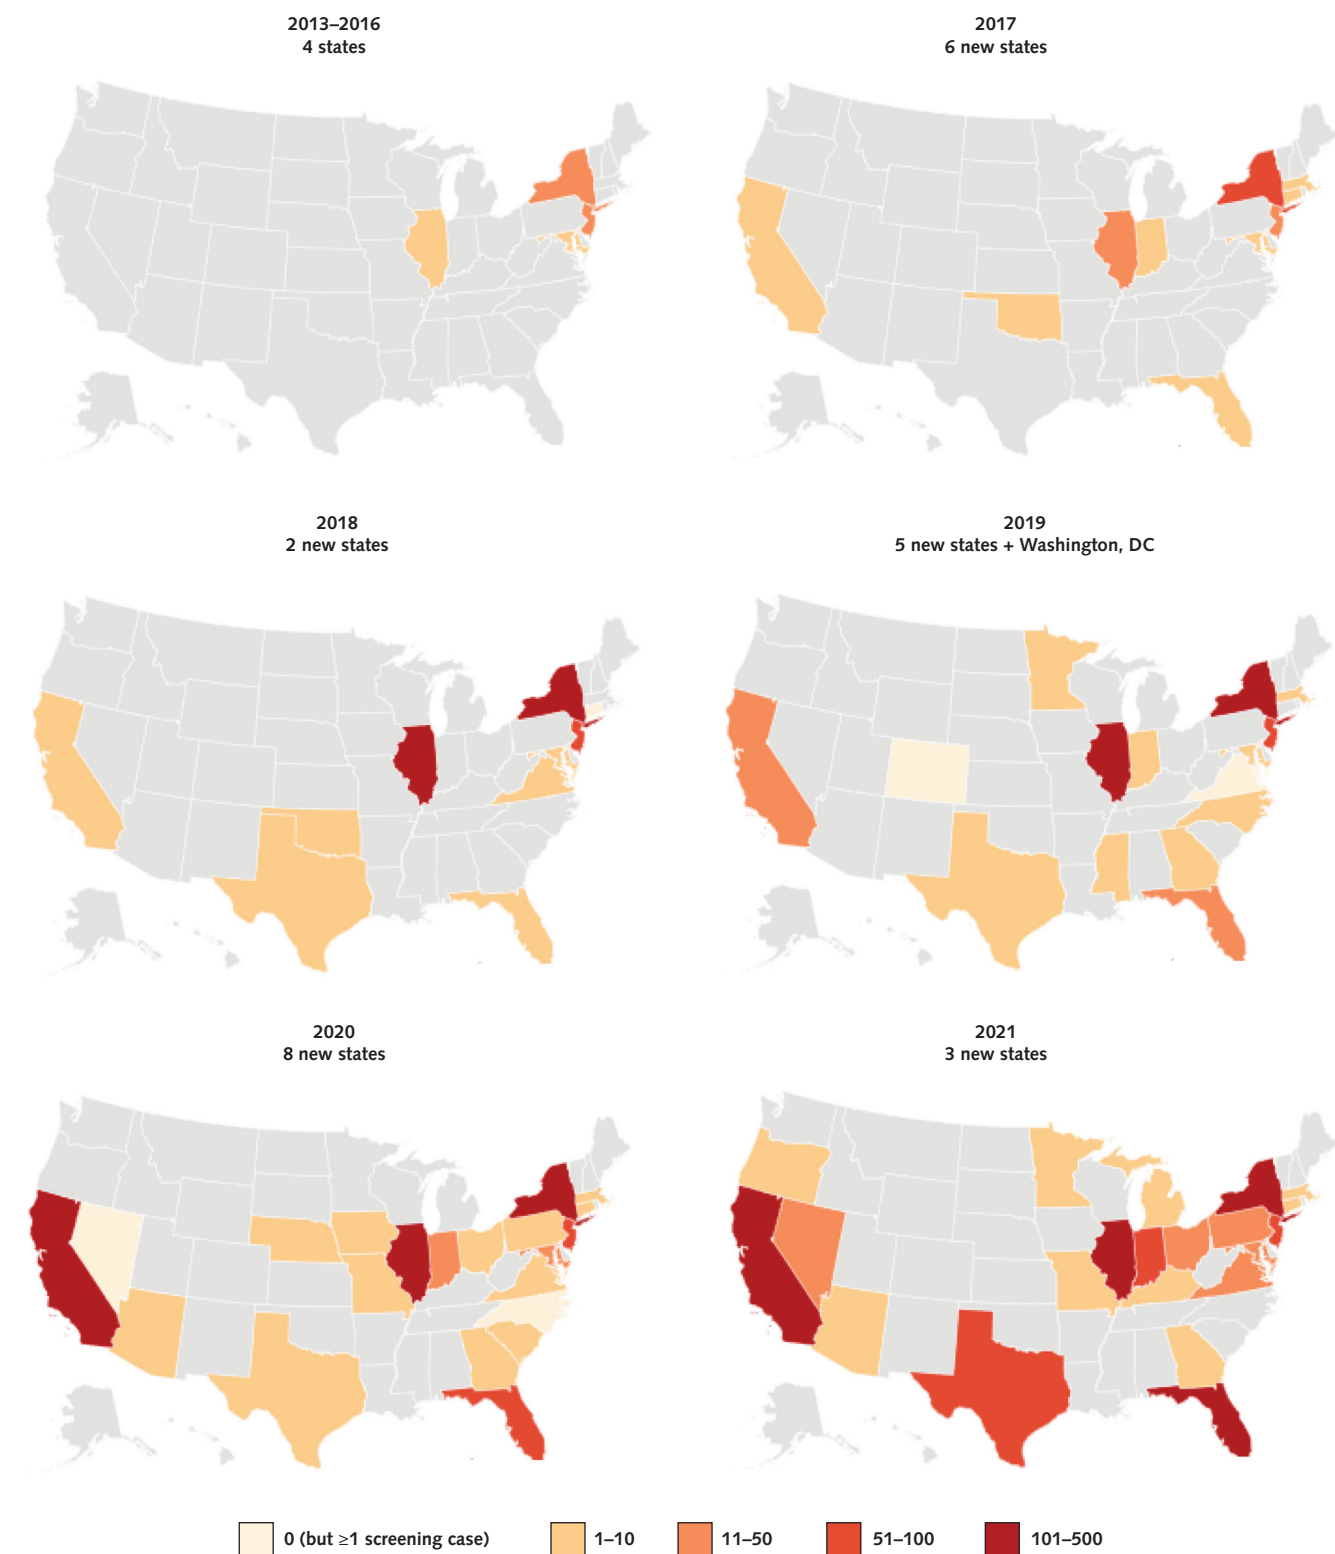 2013–2016
4 states
2017
6 new states
2018
2 new states
2019
5 new states + Washington, DC
2020
8 new states
2021
3 new states
0 (but ≥1 screening case)
1–10
11–50
51–100
101–500